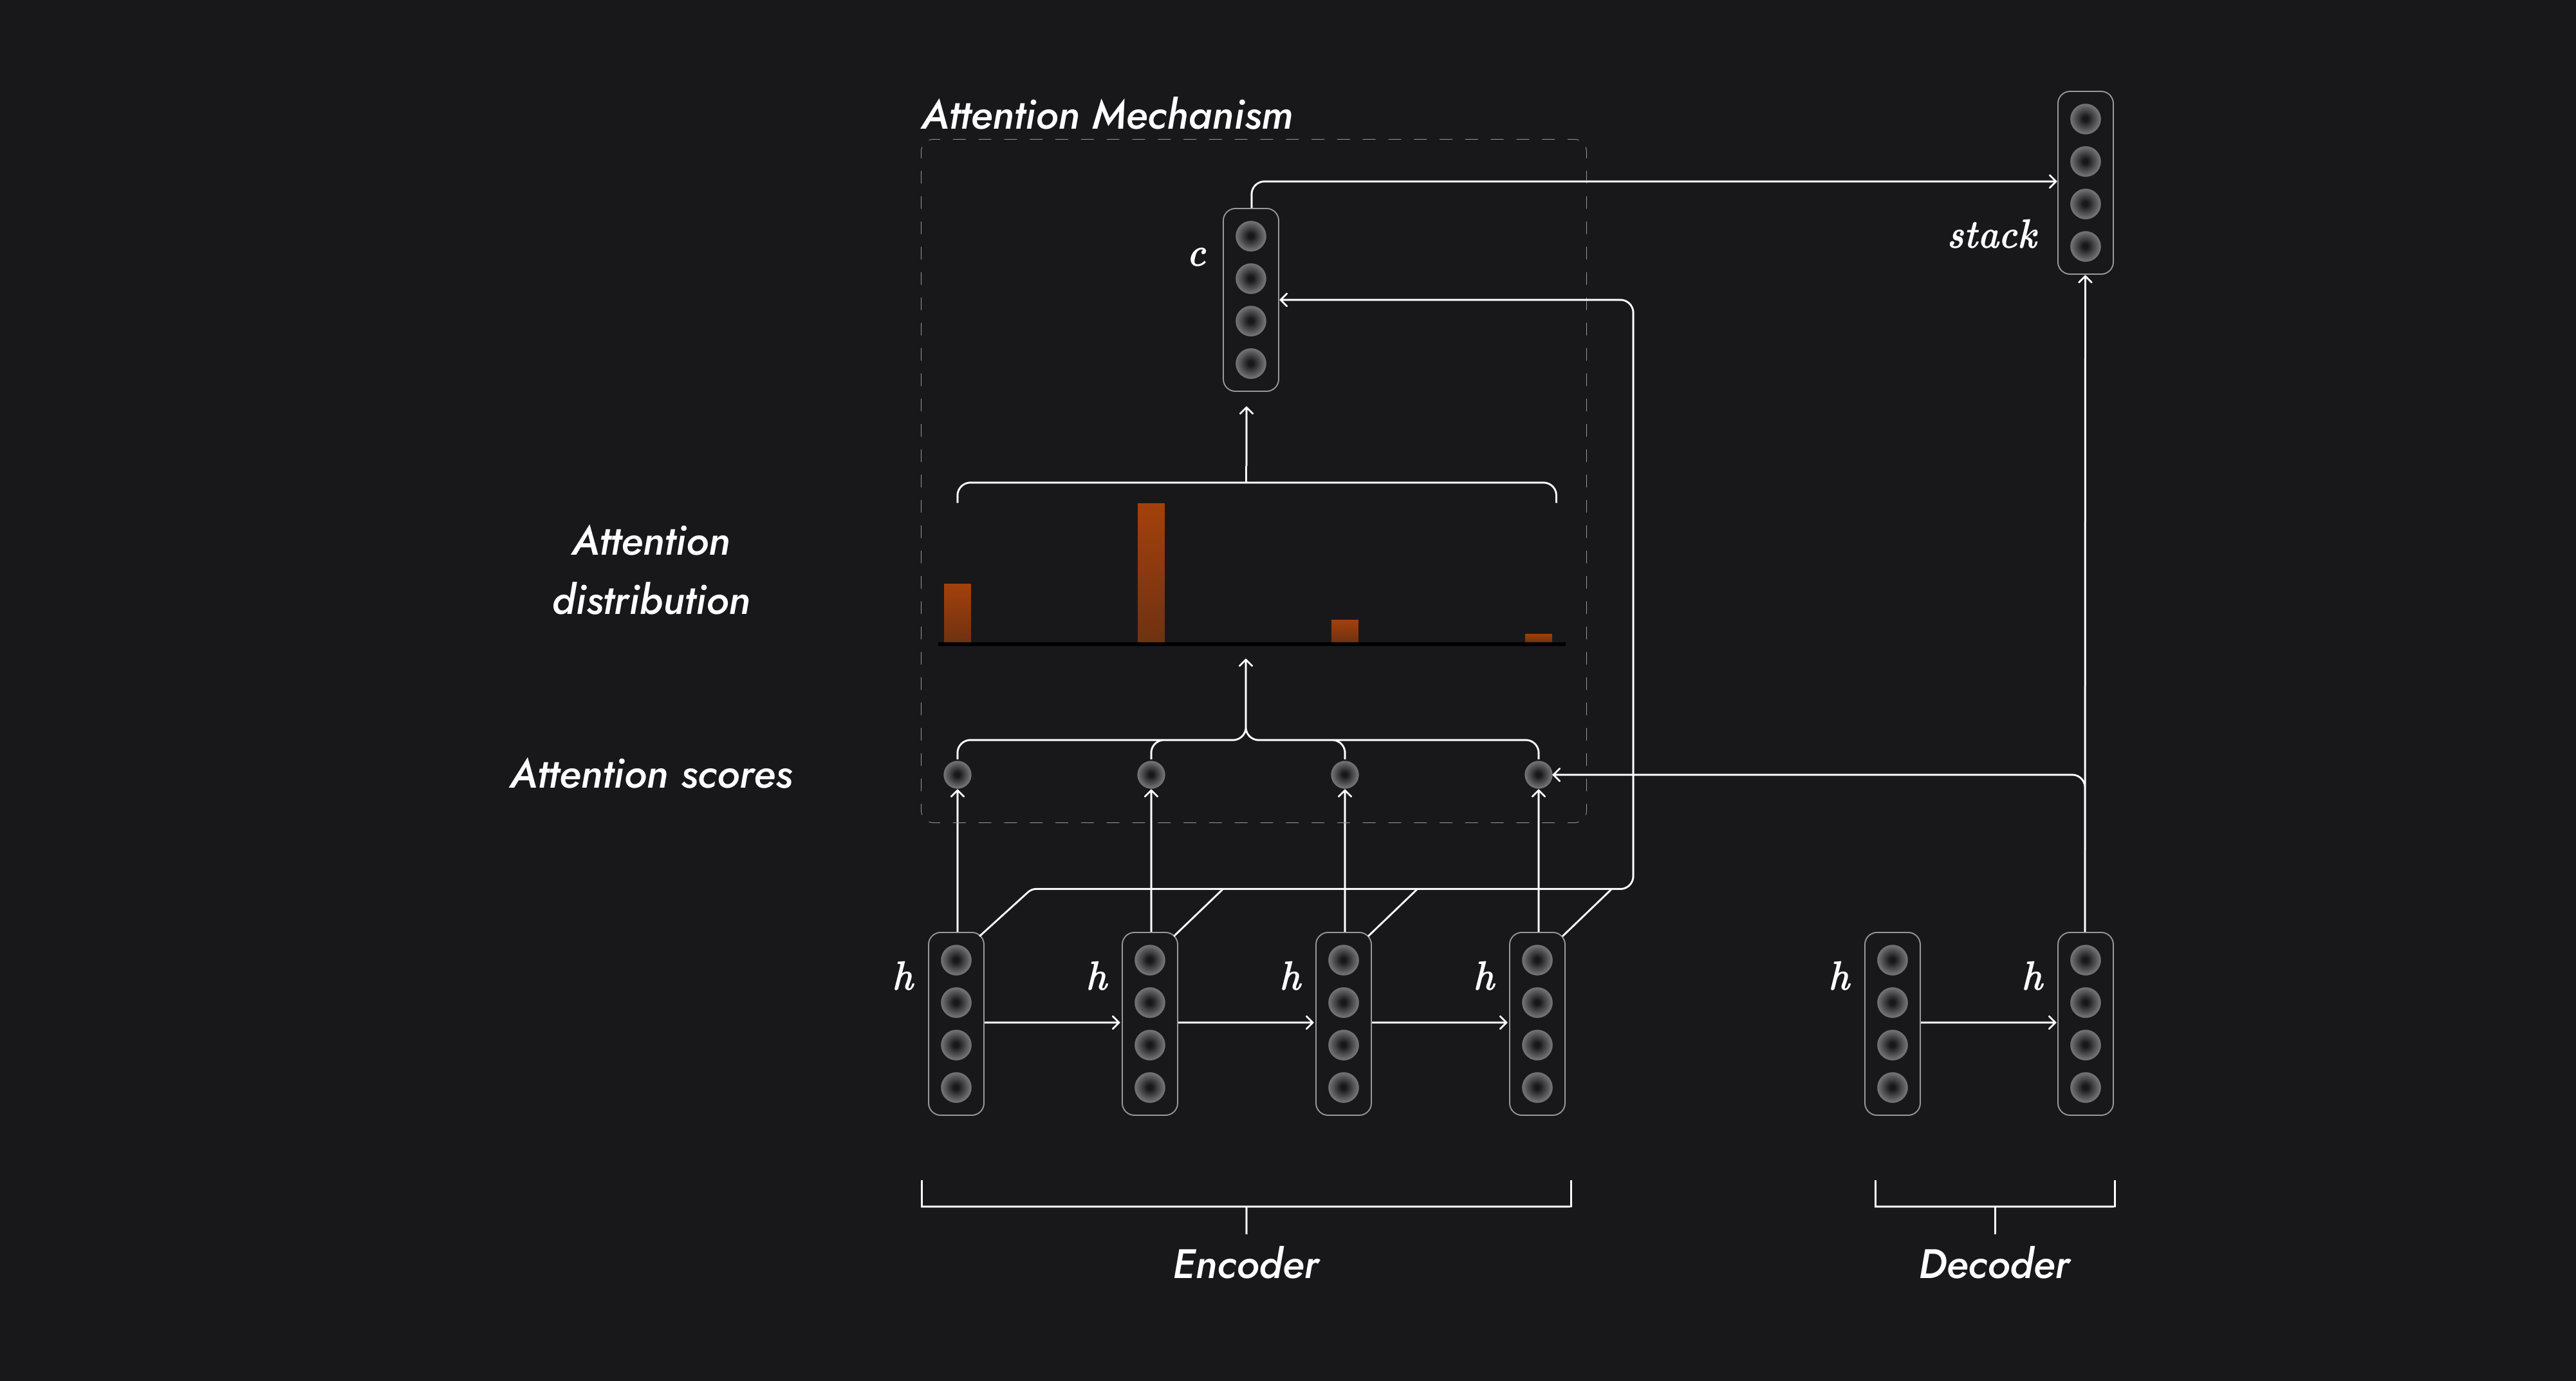 Attention Mechanism
c
stack
Attention
distribution
Attention scores
h
h
h
h
h
h
Encoder
Decoder